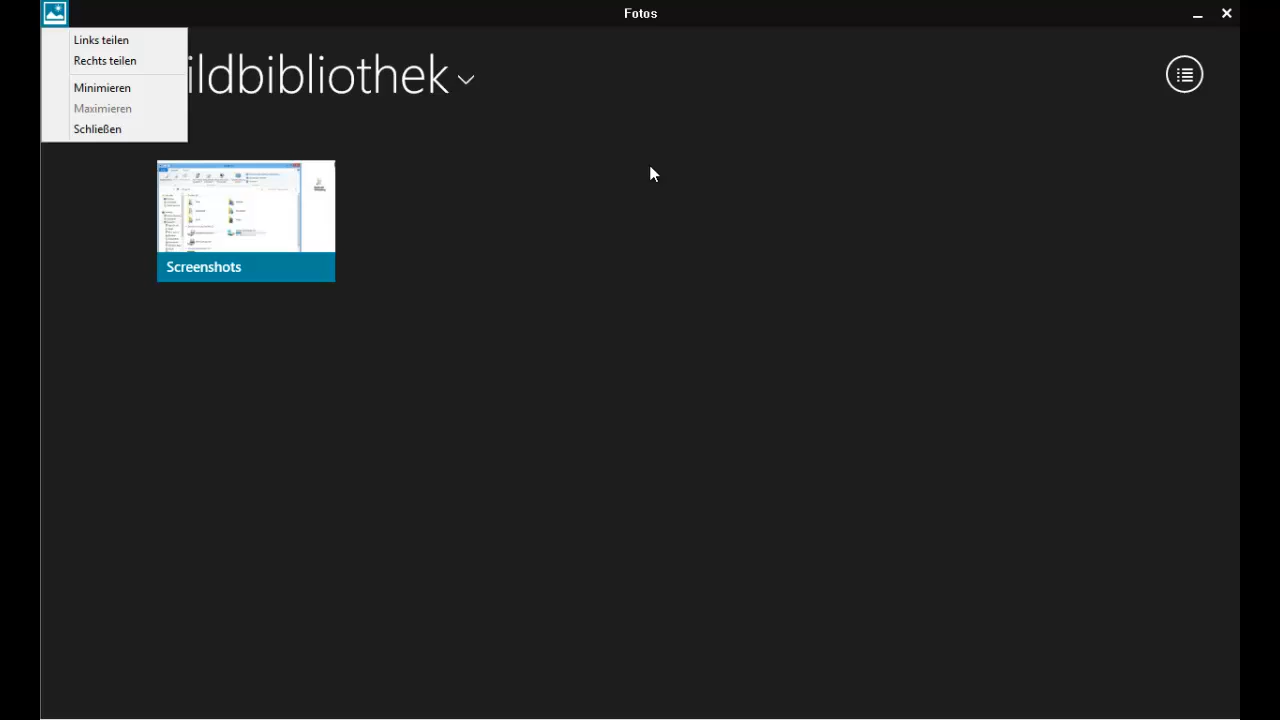 Fotos
Links teilen
Rechts teilen
Minimieren
Maximieren
Schließen
ildbibliothek
Screenshots